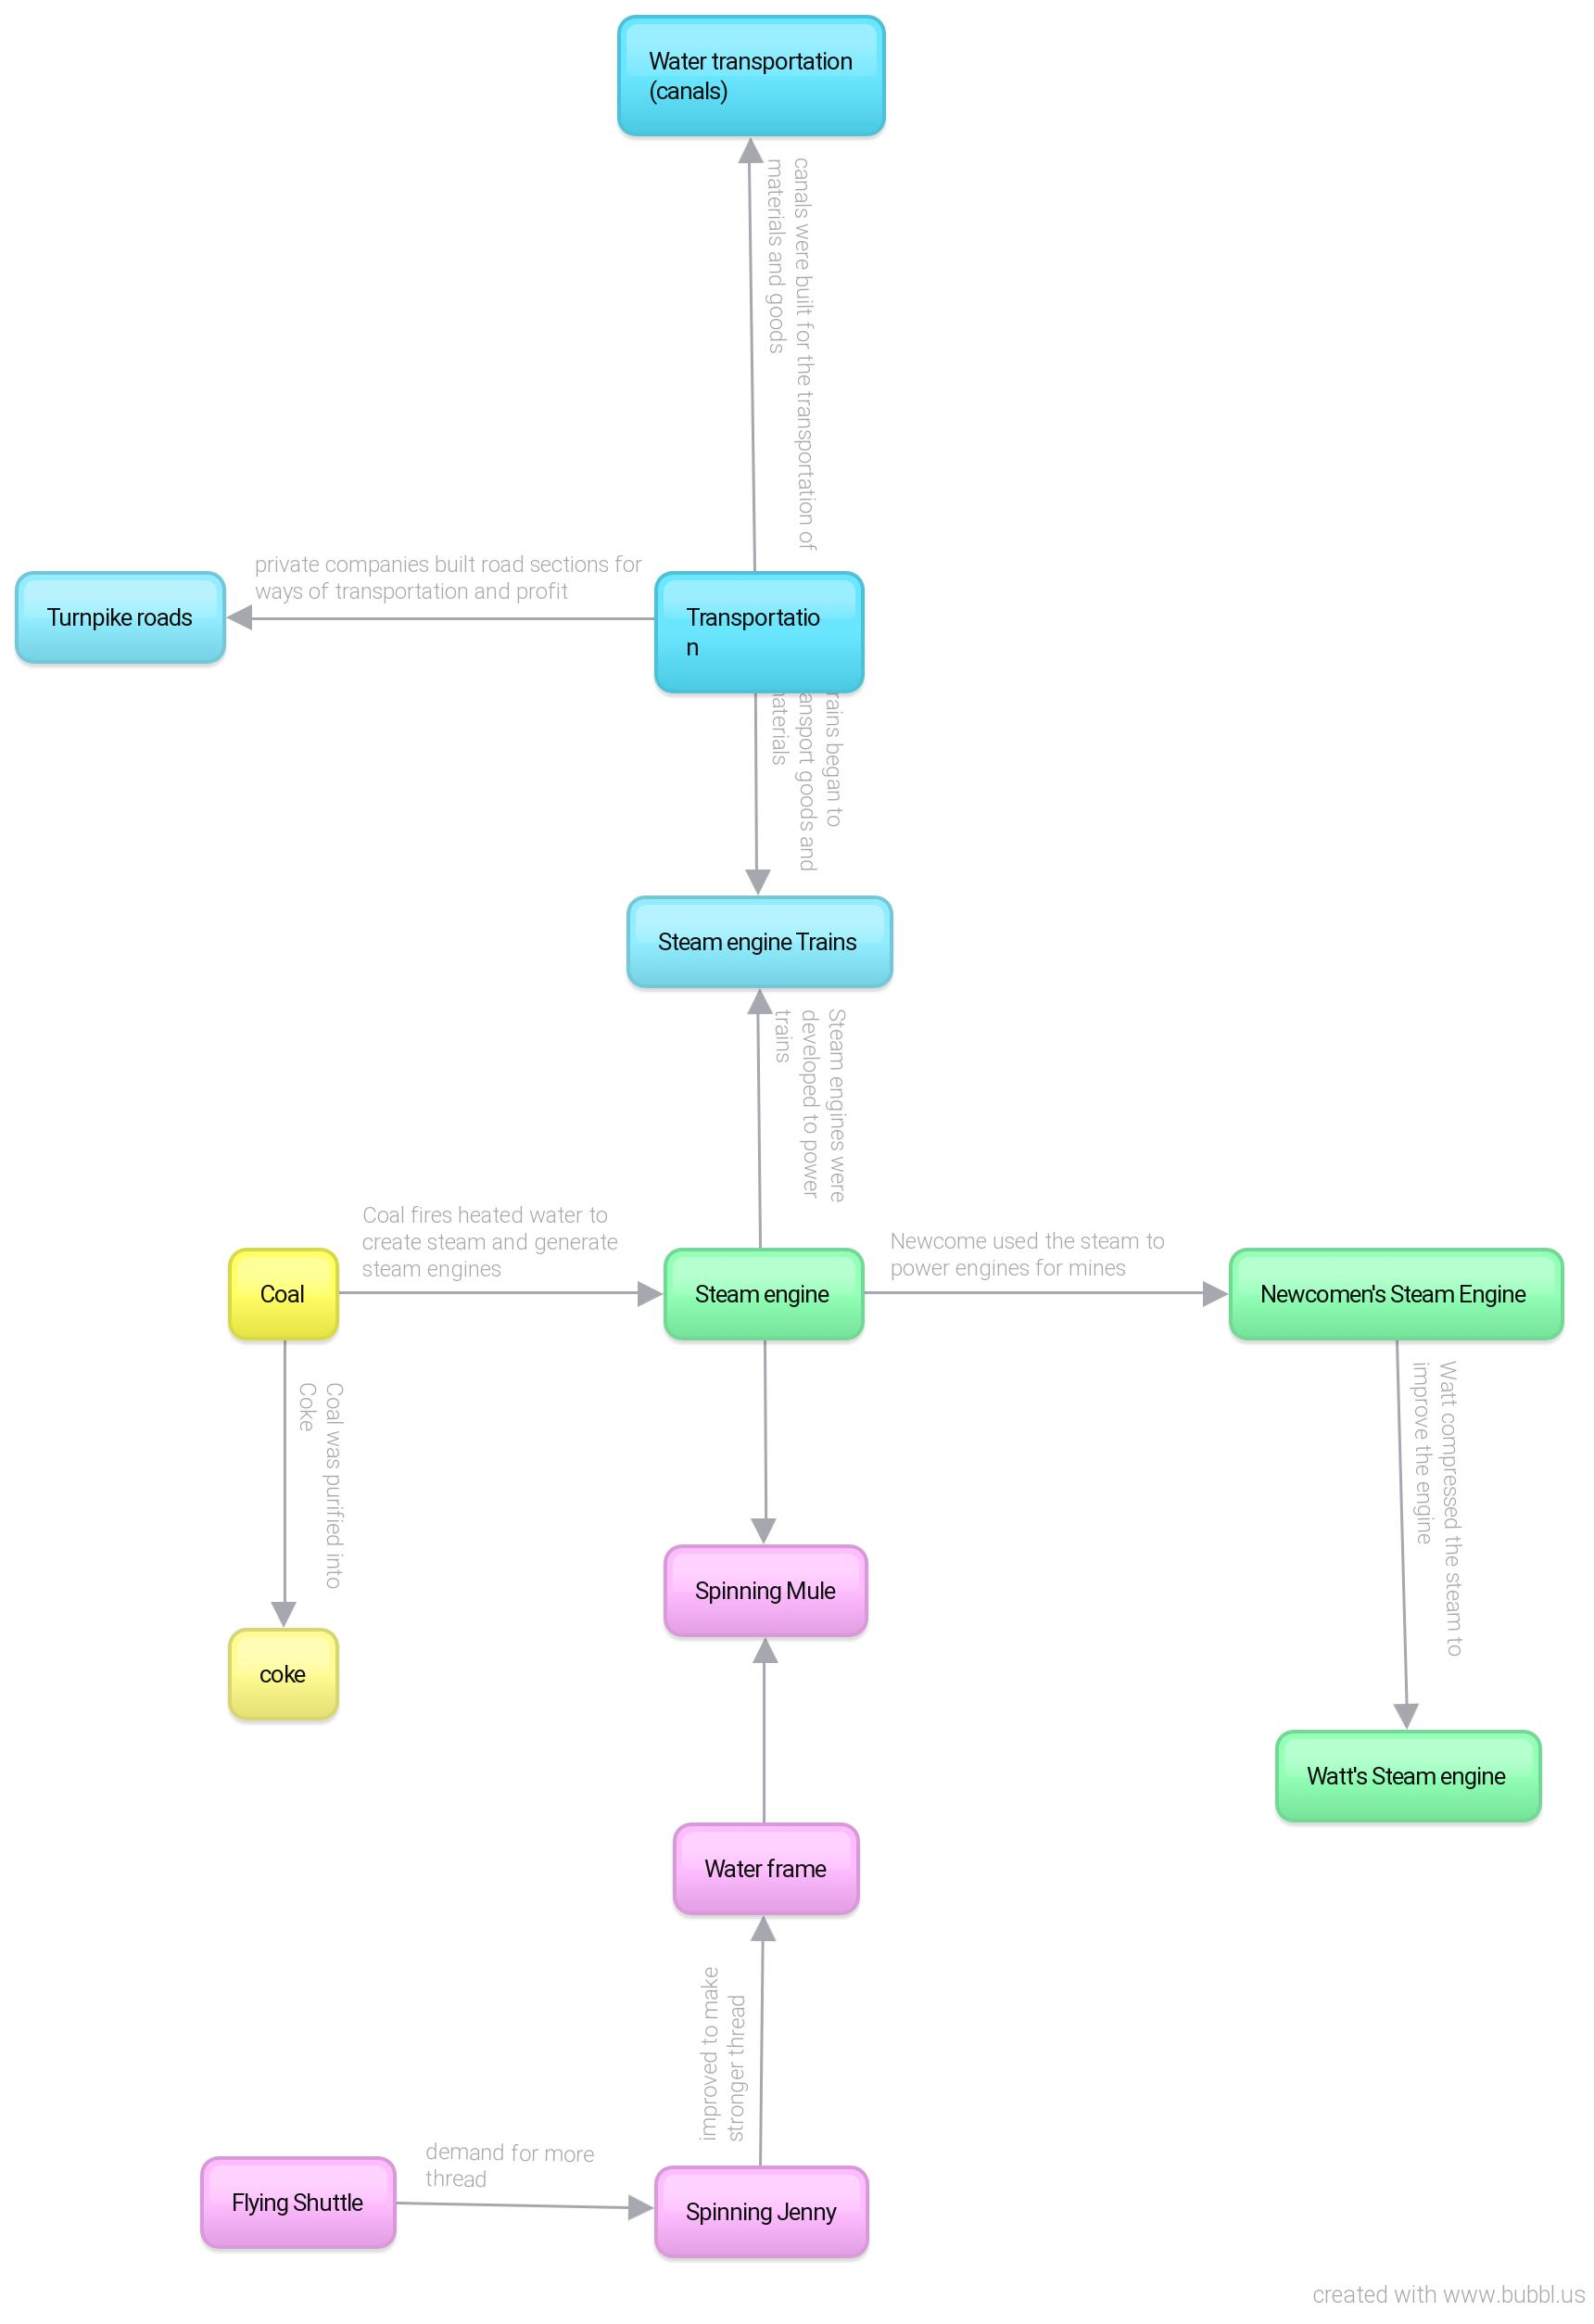 Water transportation
(canals)
canals were built for the transportation of
materials and goods
private companies built road sections for
ways of transportation and profit
Turnpike roads
Transportatio
n
rains began to
ansport goods and
aterials
Steam engine Trains
Steam engines were
developed to power
trains
Coal fires heated water to
create steam and generate
steam engines
Newcome used the steam to
power engines for mines
Coal
Steam engine
Newcomen's Steam Engine
Coal was purified into
Coke
Watt compressed the steam to
improve the engine
Spinning Mule
coke
Watt's Steam engine
Water frame
improved to make
stronger thread
demand for more
thread
Flying Shuttle
Spinning Jenny
created with www.bubbl.us